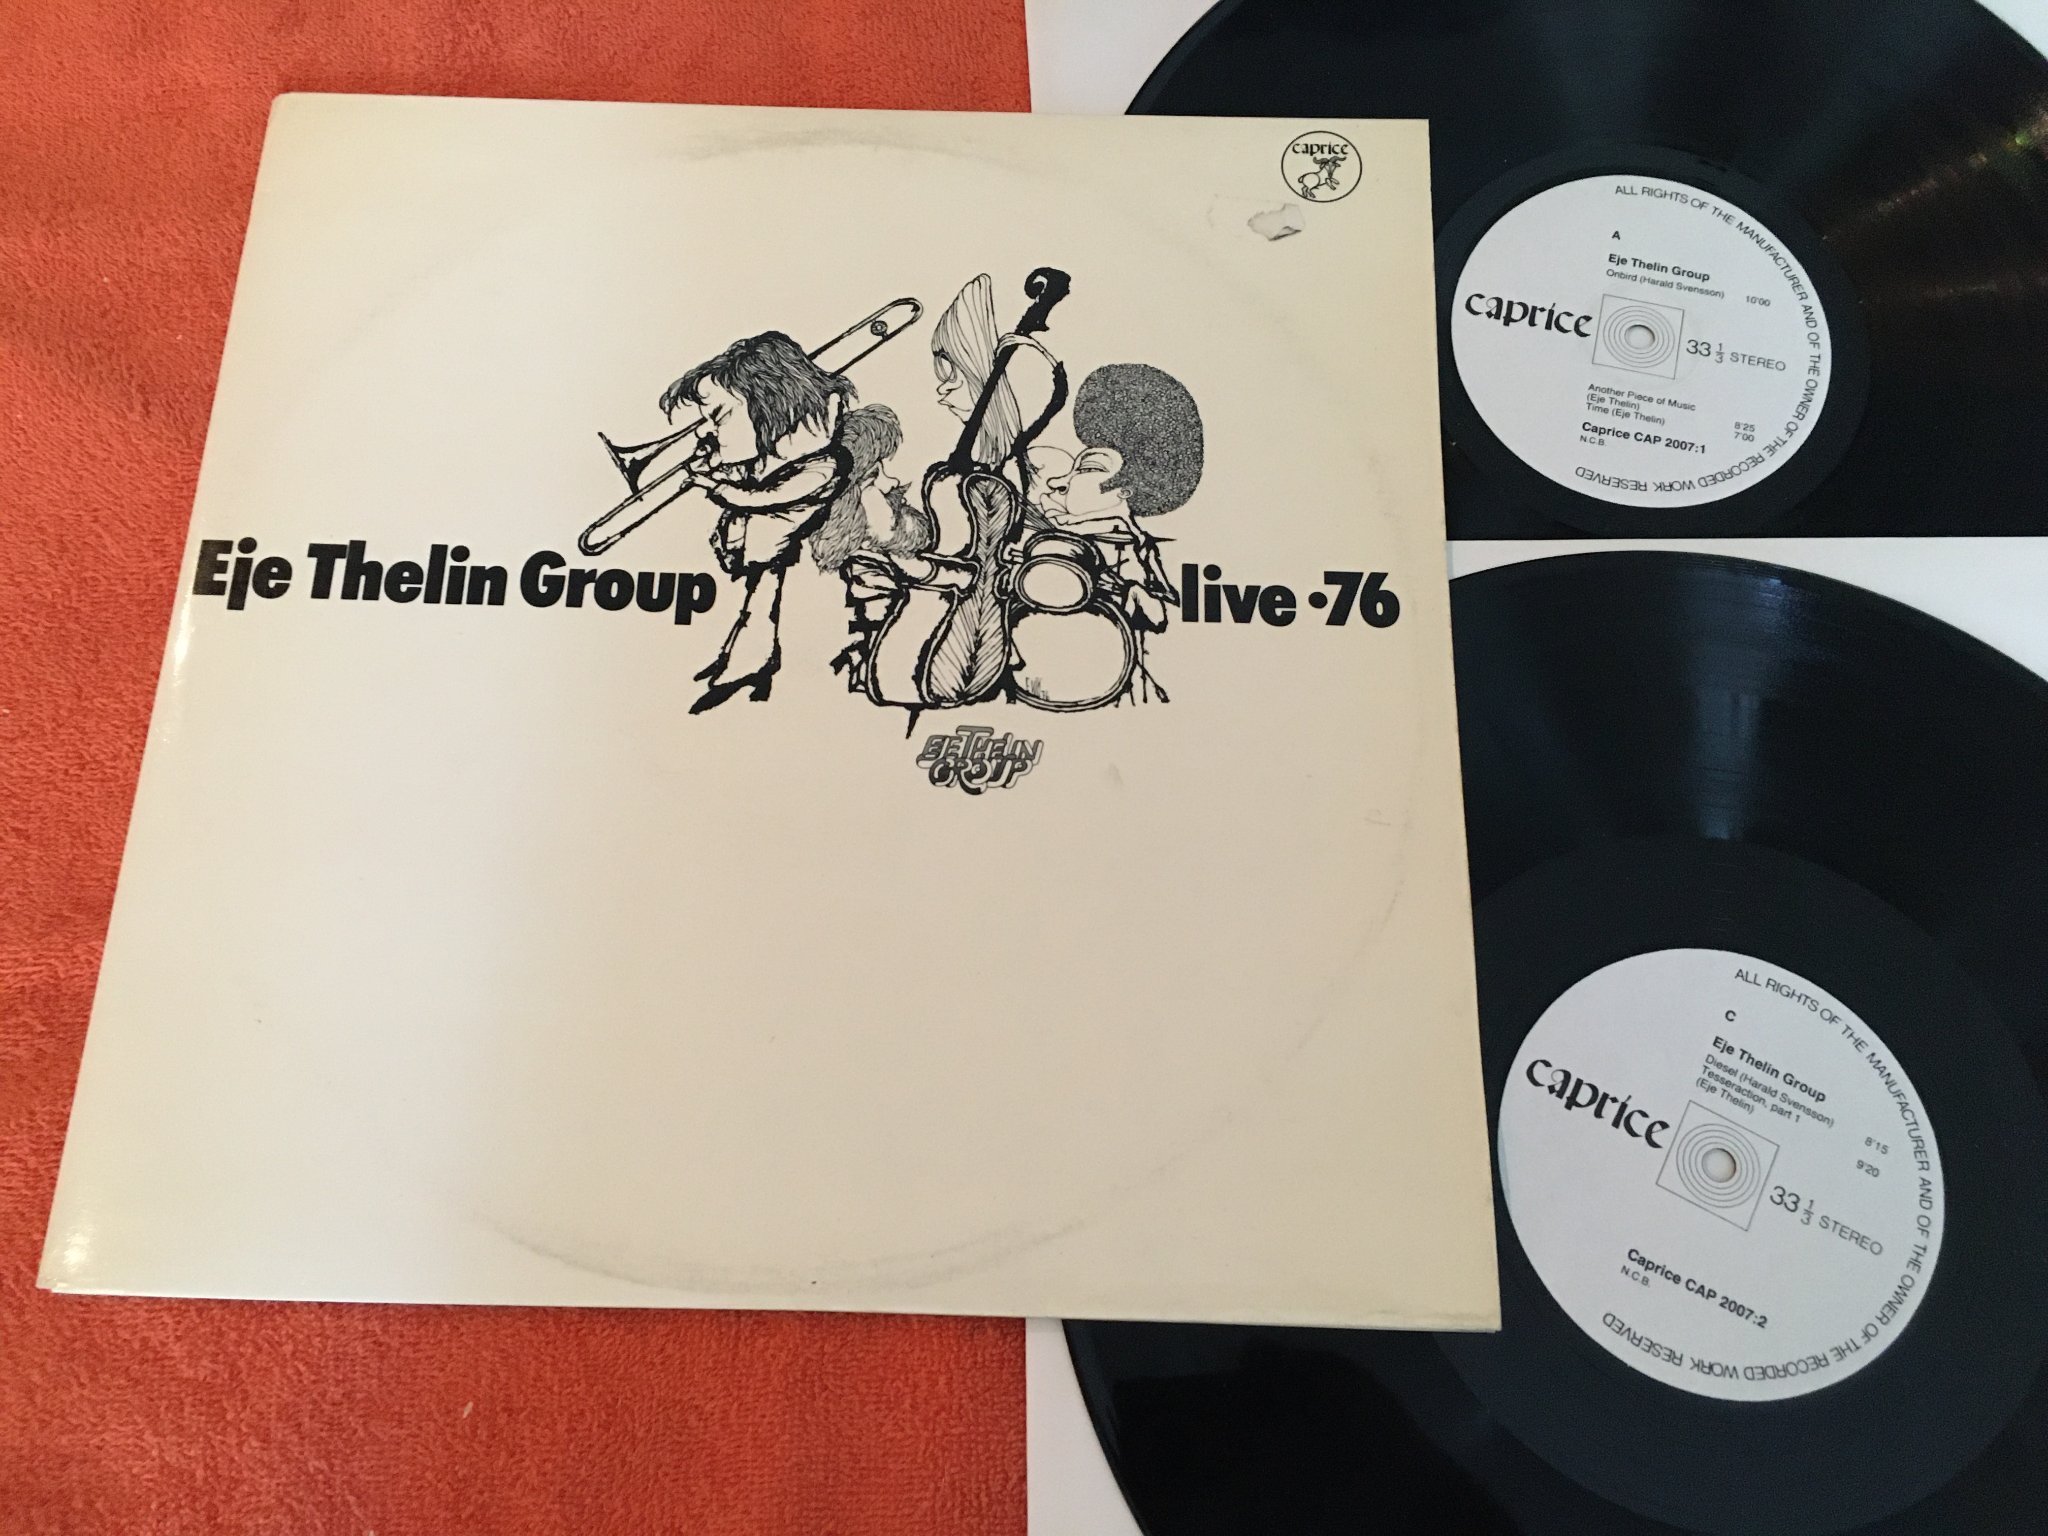 caprice
Eje Thelin Group
live •76
EJE THELIN
GROUP
ALL RIGHTS OF THE MANUFACTURER AND OF THE OWNER OF THE RECORDED WORK RESERVED
A
Eje Thelin Group
Onbird (Harald Svensson) 10'00
caprice
33 1/3 STEREO
Another Piece of Music
(Eje Thelin) 8'25
Time (Eje Thelin) 7'00
Caprice CAP 2007:1
N.C.B.
ALL RIGHTS OF THE MANUFACTURER AND OF THE OWNER OF THE RECORDED WORK RESERVED
C
Eje Thelin Group
Diesel (Harald Svensson) 8'15
Tesseraction, part 1
(Eje Thelin) 9'20
caprice
33 1/3 STEREO
Caprice CAP 2007:2
N.C.B.